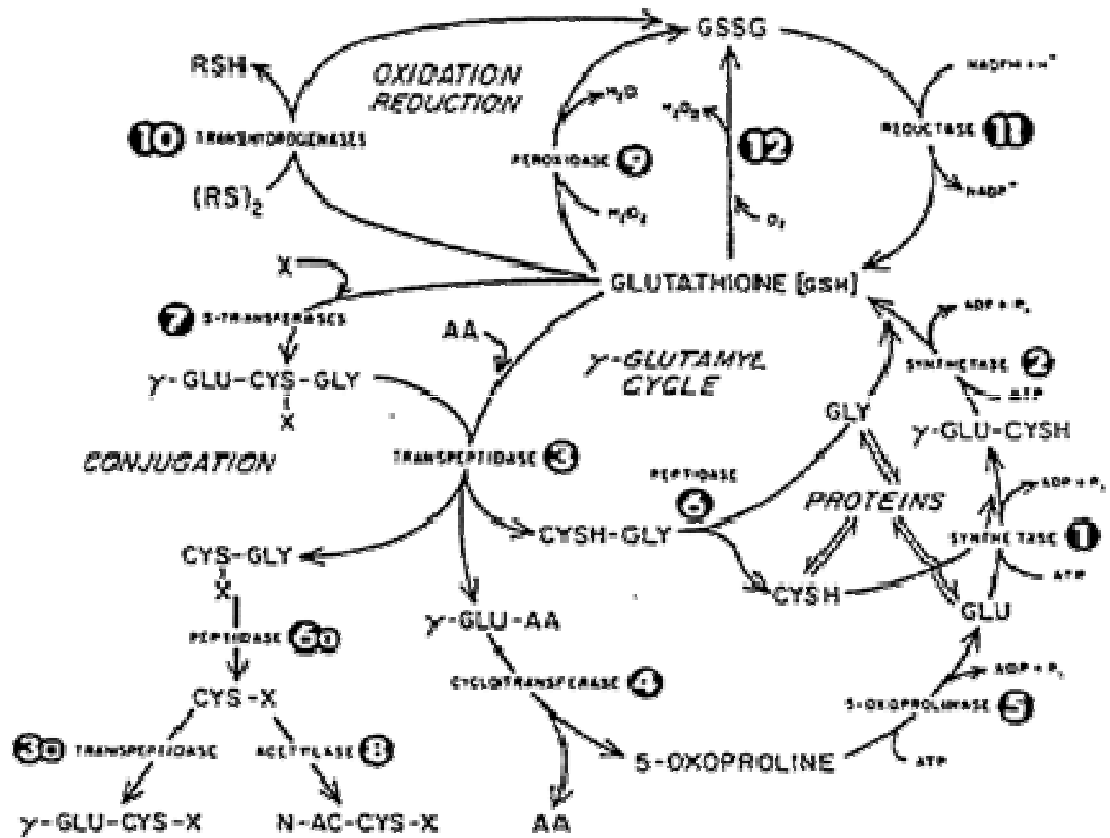 GSSG
RSH
OXIDATION
REDUCTION
H₂O
H₂O₂
NADPH+H⁺
10 TRANSHYDROGENASES
PEROXIDASE 9
12
REDUCTASE 11
(RS)₂
H₂O₂
O₂
NADP⁺
X
GLUTATHIONE [GSH]
7 S-TRANSFERASES
AA
γ-GLUTAMYL
CYCLE
ADP+Pᵢ
SYNTHETASE 2
ATP
γ-GLU-CYS-GLY
X
GLY
γ-GLU-CYSH
CONJUGATION
TRANSPEPTIDASE 3
PEPTIDASE
6
PROTEINS
ADP+Pᵢ
SYNTHETASE 1
ATP
CYSH-GLY
CYS-GLY
X
CYSH
GLU
γ-GLU-AA
PEPTIDASE 6a
CYCLOTRANSFERASE 4
ADP+Pᵢ
5-OXOPROLINASE 5
ATP
CYS-X
3a TRANSPEPTIDASE
ACETYLASE 8
5-OXOPROLINE
γ-GLU-CYS-X
N-AC-CYS-X
AA